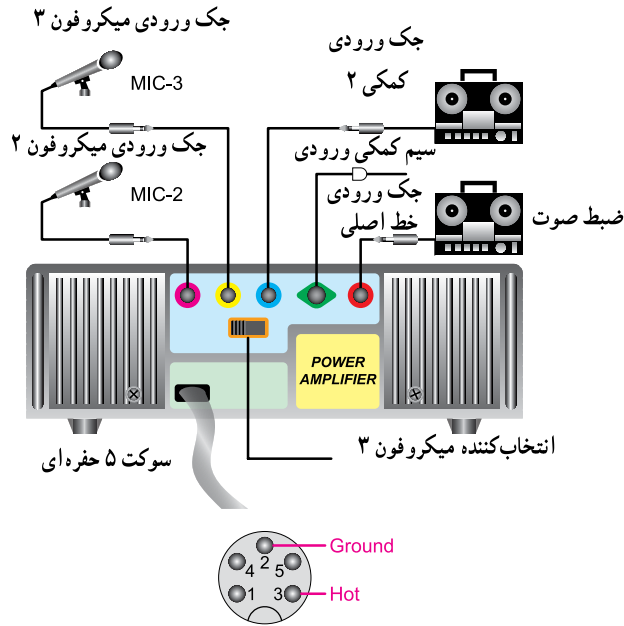 جک ورودی میکروفون ۳
MIC-3
جک ورودی
کمکی ۲
جک ورودی میکروفون ۲
MIC-2
سیم کمکی ورودی
جک ورودی
خط اصلی
ضبط صوت
POWER
AMPLIFIER
سوکت ۵ حفره‌ای
انتخاب‌کننده میکروفون ۳
Ground
4 2 5
1 3
Hot